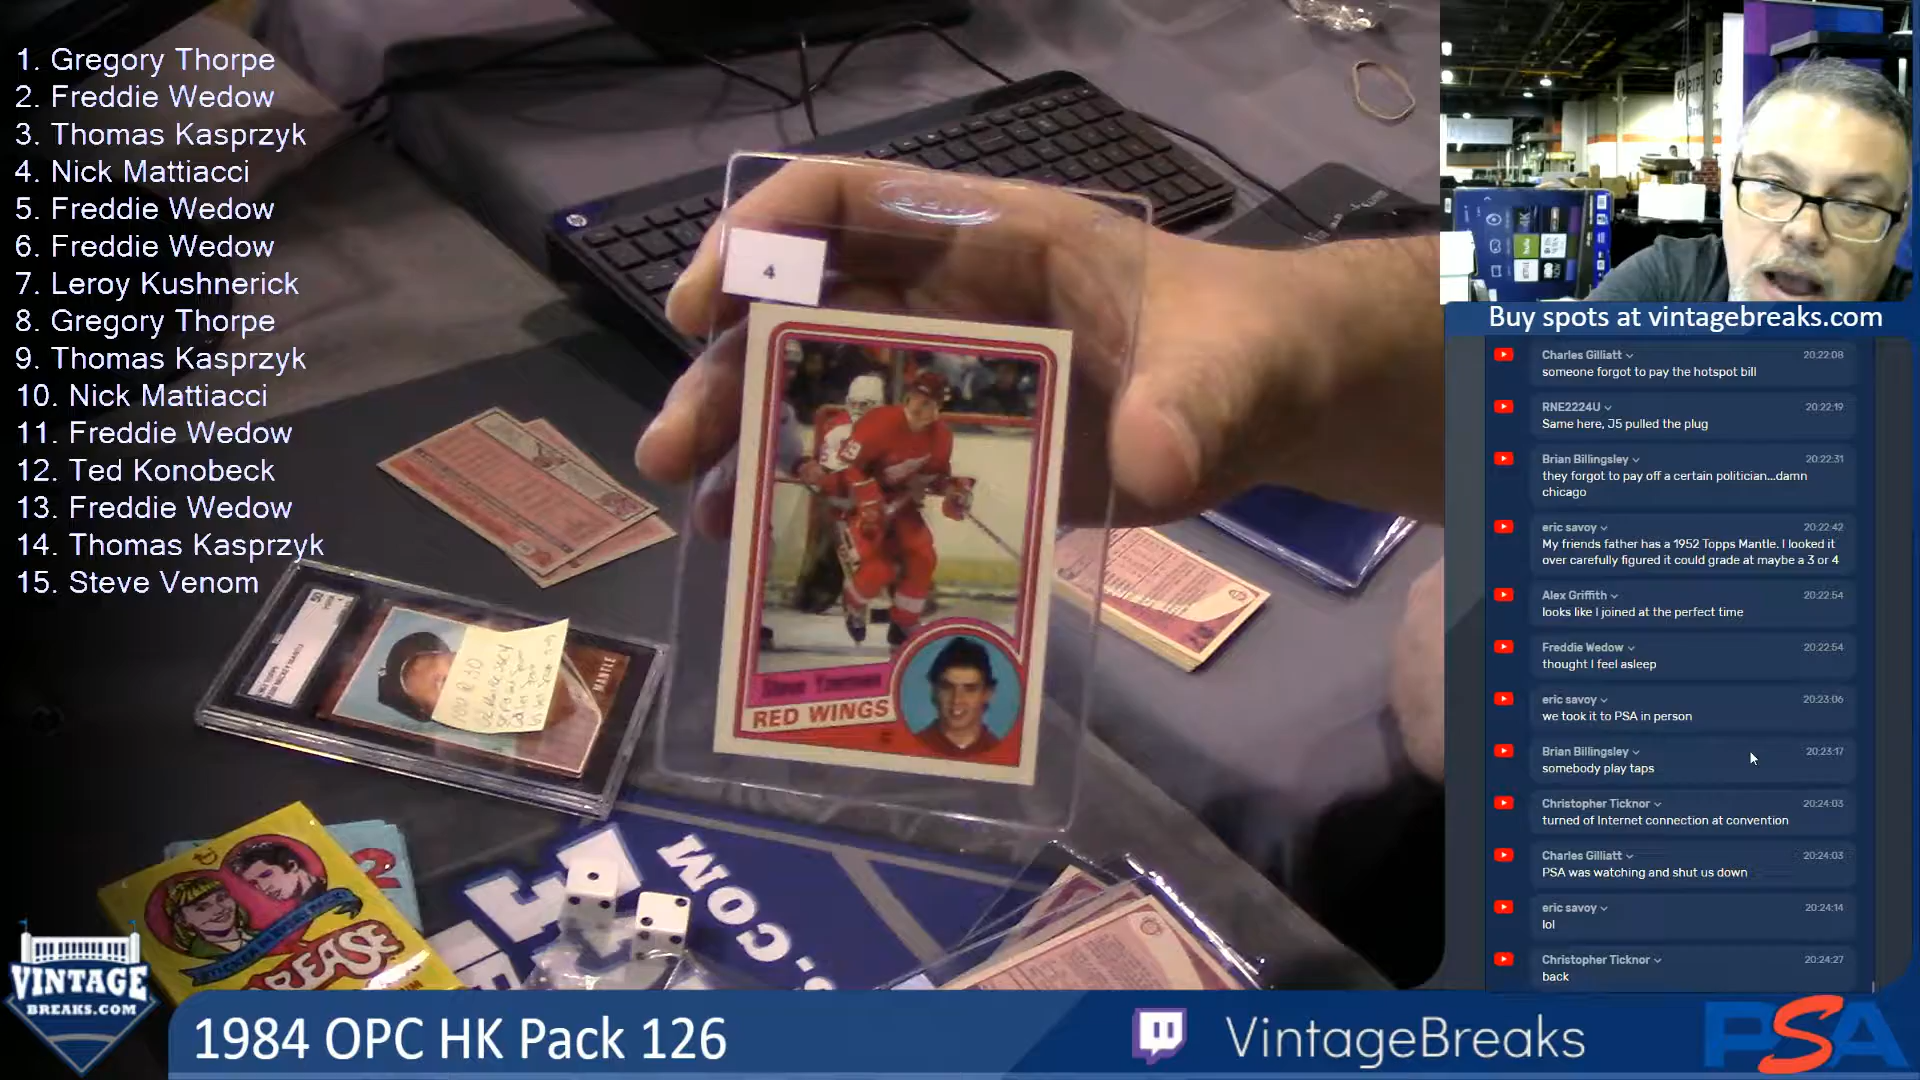 1. Gregory Thorpe
2. Freddie Wedow
3. Thomas Kasprzyk
4. Nick Mattiacci
5. Freddie Wedow
6. Freddie Wedow
7. Leroy Kushnerick
8. Gregory Thorpe
9. Thomas Kasprzyk
10. Nick Mattiacci
11. Freddie Wedow
12. Ted Konobeck
13. Freddie Wedow
14. Thomas Kasprzyk
15. Steve Venom
4
Steve Yzerman
RED WINGS
MANTLE
GREASE
.COM
VINTAGE
BREAKS.COM
1984 OPC HK Pack 126
VintageBreaks
PSA
4K
hulu
Buy spots at vintagebreaks.com
Charles Gilliatt 20:22:08
someone forgot to pay the hotspot bill
RNE2224U 20:22:19
Same here, J5 pulled the plug
Brian Billingsley 20:22:31
they forgot to pay off a certain politician...damn
chicago
eric savoy 20:22:42
My friends father has a 1952 Topps Mantle. I looked it
over carefully figured it could grade at maybe a 3 or 4
Alex Griffith 20:22:54
looks like I joined at the perfect time
Freddie Wedow 20:22:54
thought I feel asleep
eric savoy 20:23:06
we took it to PSA in person
Brian Billingsley 20:23:17
somebody play taps
Christopher Ticknor 20:24:03
turned of Internet connection at convention
Charles Gilliatt 20:24:03
PSA was watching and shut us down
eric savoy 20:24:14
lol
Christopher Ticknor 20:24:27
back